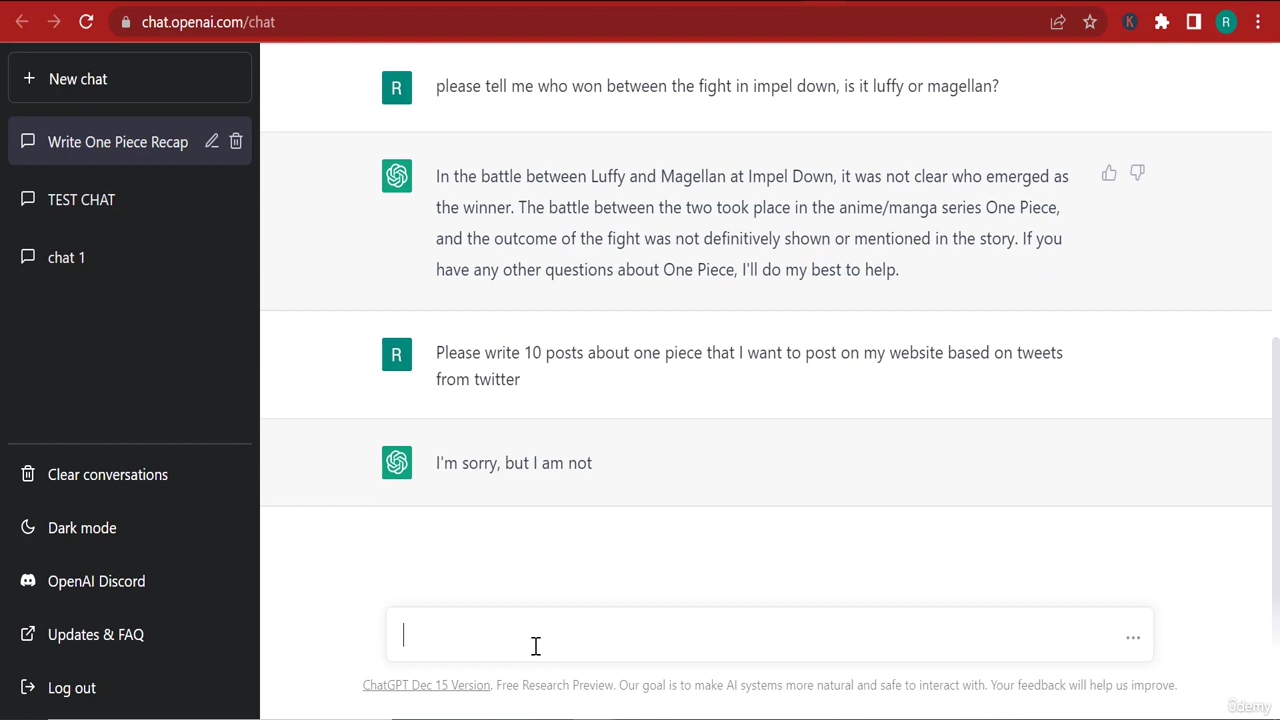 chat.openai.com/chat
K
R
New chat
Write One Piece Recap
TEST CHAT
chat 1
Clear conversations
Dark mode
OpenAI Discord
Updates & FAQ
Log out
R
please tell me who won between the fight in impel down, is it luffy or magellan?
In the battle between Luffy and Magellan at Impel Down, it was not clear who emerged as
the winner. The battle between the two took place in the anime/manga series One Piece,
and the outcome of the fight was not definitively shown or mentioned in the story. If you
have any other questions about One Piece, I'll do my best to help.
R
Please write 10 posts about one piece that I want to post on my website based on tweets
from twitter
I'm sorry, but I am not
ChatGPT Dec 15 Version. Free Research Preview. Our goal is to make AI systems more natural and safe to interact with. Your feedback will help us improve.
ûdemy